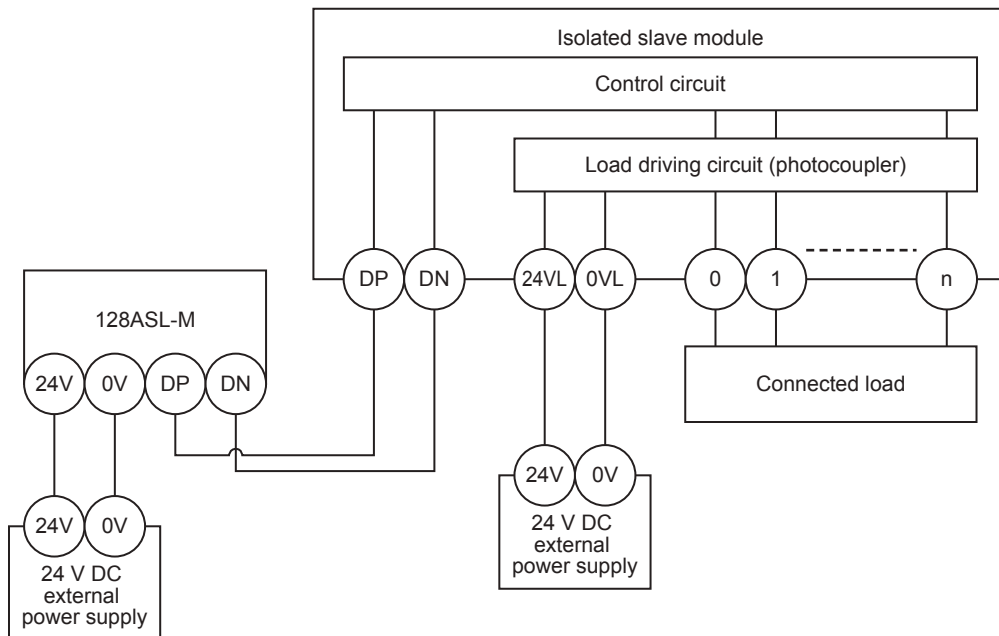 Isolated slave module
Control circuit
Load driving circuit (photocoupler)
DP DN 24VL 0VL 0 1 n
128ASL-M
24V 0V DP DN
Connected load
24V 0V
24 V DC
external
power supply
24V 0V
24 V DC
external
power supply